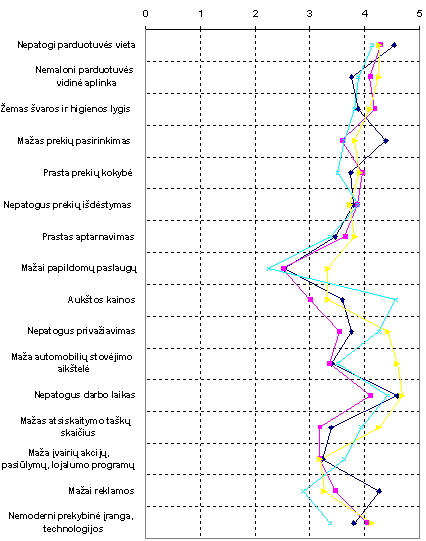 0 1 2 3 4 5
Nepatogi parduotuvės vieta
Nemaloni parduotuvės
vidinė aplinka
Žemas švaros ir higienos lygis
Mažas prekių pasirinkimas
Prasta prekių kokybė
Nepatogus prekių išdėstymas
Prastas aptarnavimas
Mažai papildomų paslaugų
Aukštos kainos
Nepatogus privažiavimas
Maža automobilių stovėjimo
aikštelė
Nepatogus darbo laikas
Mažas atsiskaitymo taškų
skaičius
Maža įvairių akcijų,
pasiūlymų, lojalumo programų
Mažai reklamos
Nemoderni prekybinė įranga,
technologijos